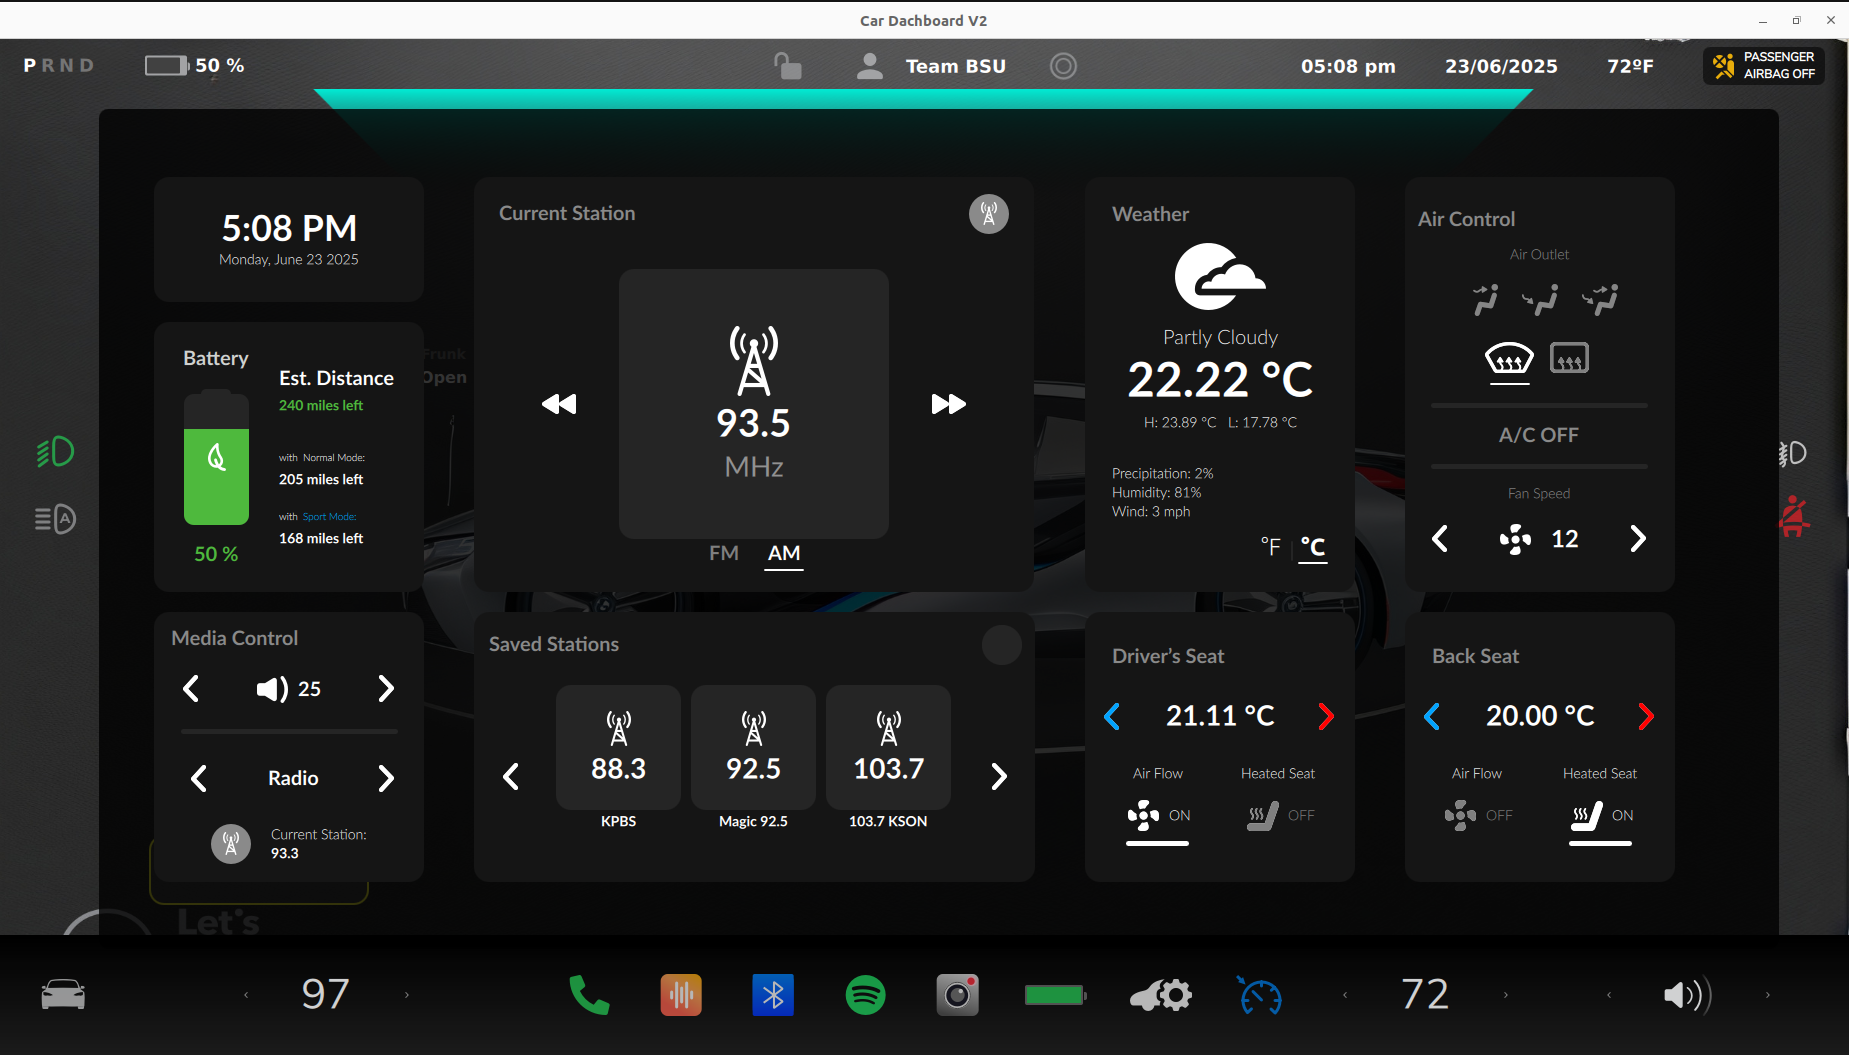 Car Dachboard V2
P R N D
50 %
Team BSU
05:08 pm
23/06/2025
72ºF
PASSENGER
AIRBAG OFF
5:08 PM
Monday, June 23 2025
Battery
Est. Distance
240 miles left
with Normal Mode:
205 miles left
with Sport Mode:
168 miles left
50 %
Frunk
Open
Current Station
93.5
MHz
FM
AM
Weather
Partly Cloudy
22.22 °C
H: 23.89 °C L: 17.78 °C
Precipitation: 2%
Humidity: 81%
Wind: 3 mph
°F
°C
Air Control
Air Outlet
A/C OFF
Fan Speed
12
A
Media Control
25
Radio
Current Station:
93.3
Saved Stations
88.3
KPBS
92.5
Magic 92.5
103.7
103.7 KSON
Driver's Seat
21.11 °C
Air Flow
ON
Heated Seat
OFF
Back Seat
20.00 °C
Air Flow
OFF
Heated Seat
ON
Let's
97
72